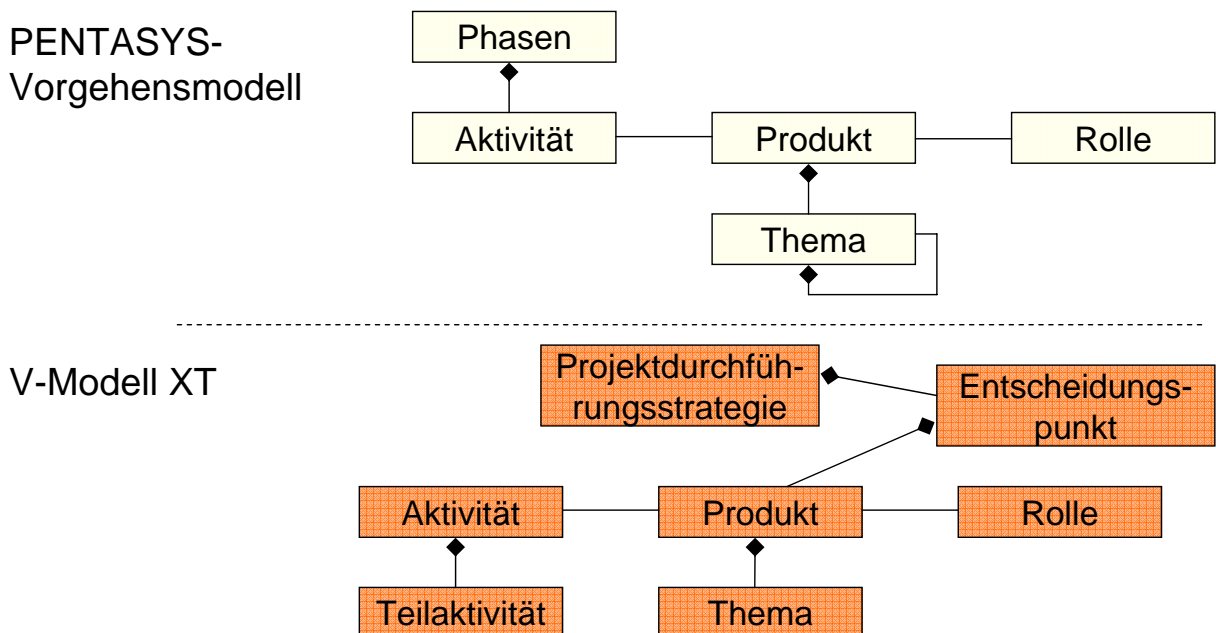 PENTASYS-
Vorgehensmodell
Phasen
Aktivität
Produkt
Rolle
Thema
V-Modell XT
Projektdurchfüh-
rungsstrategie
Entscheidungs-
punkt
Aktivität
Produkt
Rolle
Teilaktivität
Thema